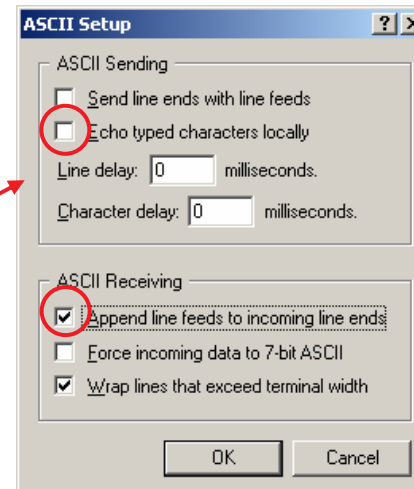 ASCII Setup
ASCII Sending
Send line ends with line feeds
Echo typed characters locally
Line delay: 0 milliseconds.
Character delay: 0 milliseconds.
ASCII Receiving
Append line feeds to incoming line ends
Force incoming data to 7-bit ASCII
Wrap lines that exceed terminal width
OK Cancel